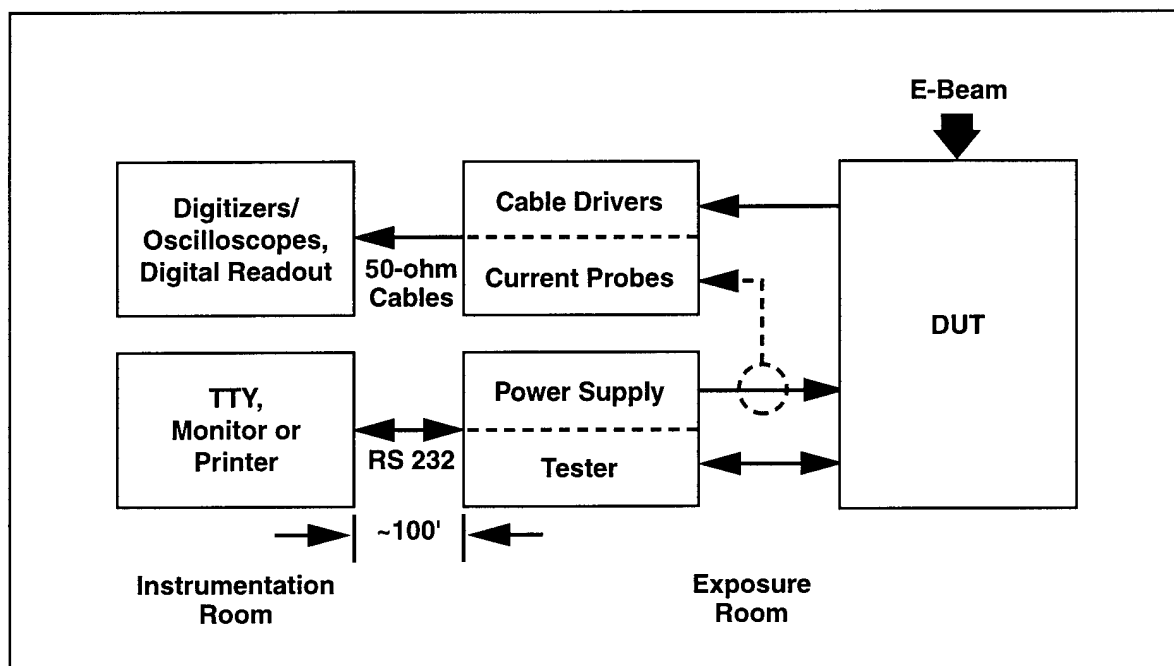 E-Beam
Digitizers/
Oscilloscopes,
Digital Readout
50-ohm
Cables
Cable Drivers
Current Probes
DUT
TTY,
Monitor or
Printer
RS 232
Power Supply
Tester
~100'
Instrumentation
Room
Exposure
Room